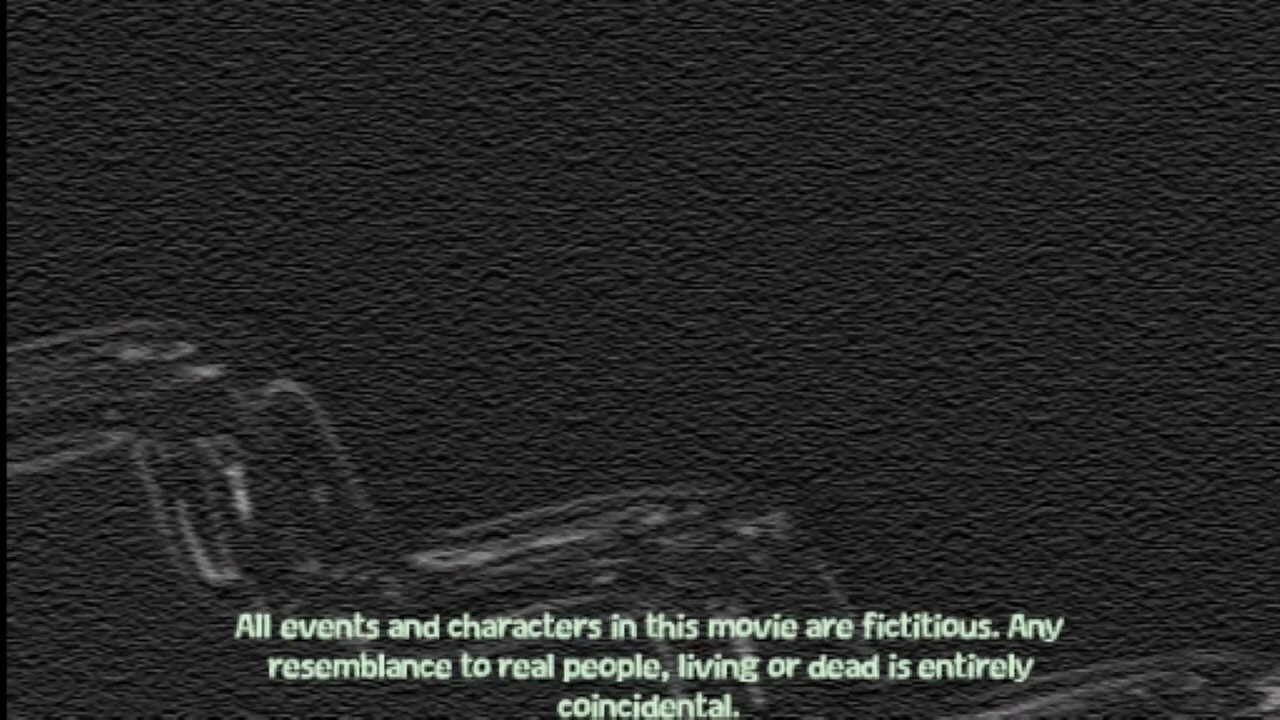 All events and characters in this movie are fictitious. Any
resemblance to real people, living or dead is entirely
coincidental.